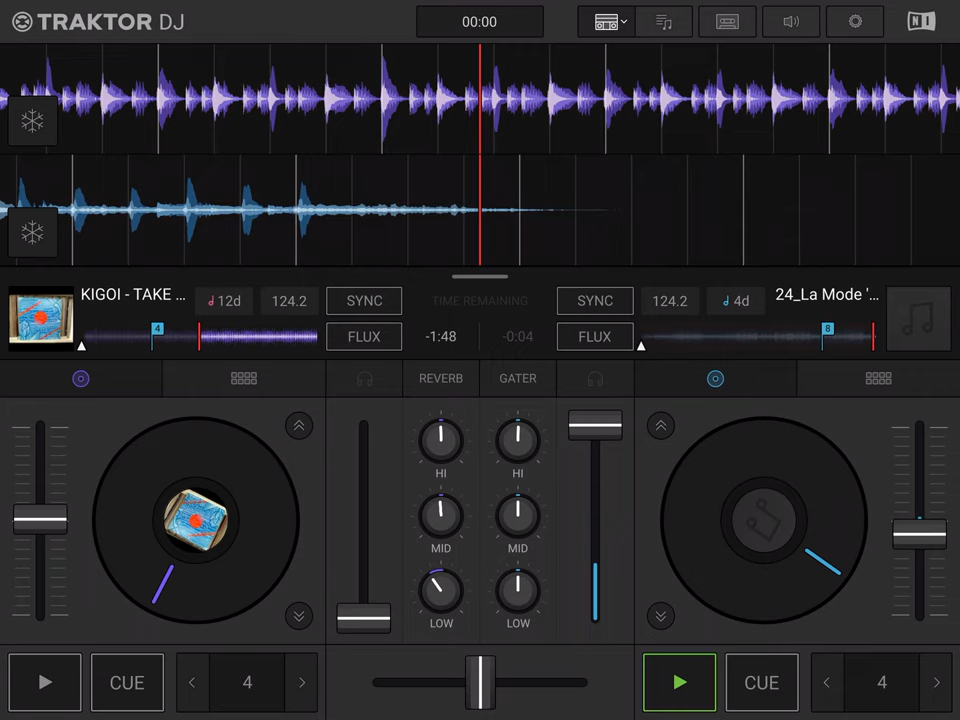 TRAKTOR DJ
00:00
NI
KIGOI - TAKE ...
12d
124.2
SYNC
TIME REMAINING
SYNC
124.2
4d
24_La Mode '...
4
FLUX
-1:48
-0:04
FLUX
8
REVERB
GATER
HI
HI
MID
MID
LOW
LOW
CUE
4
CUE
4